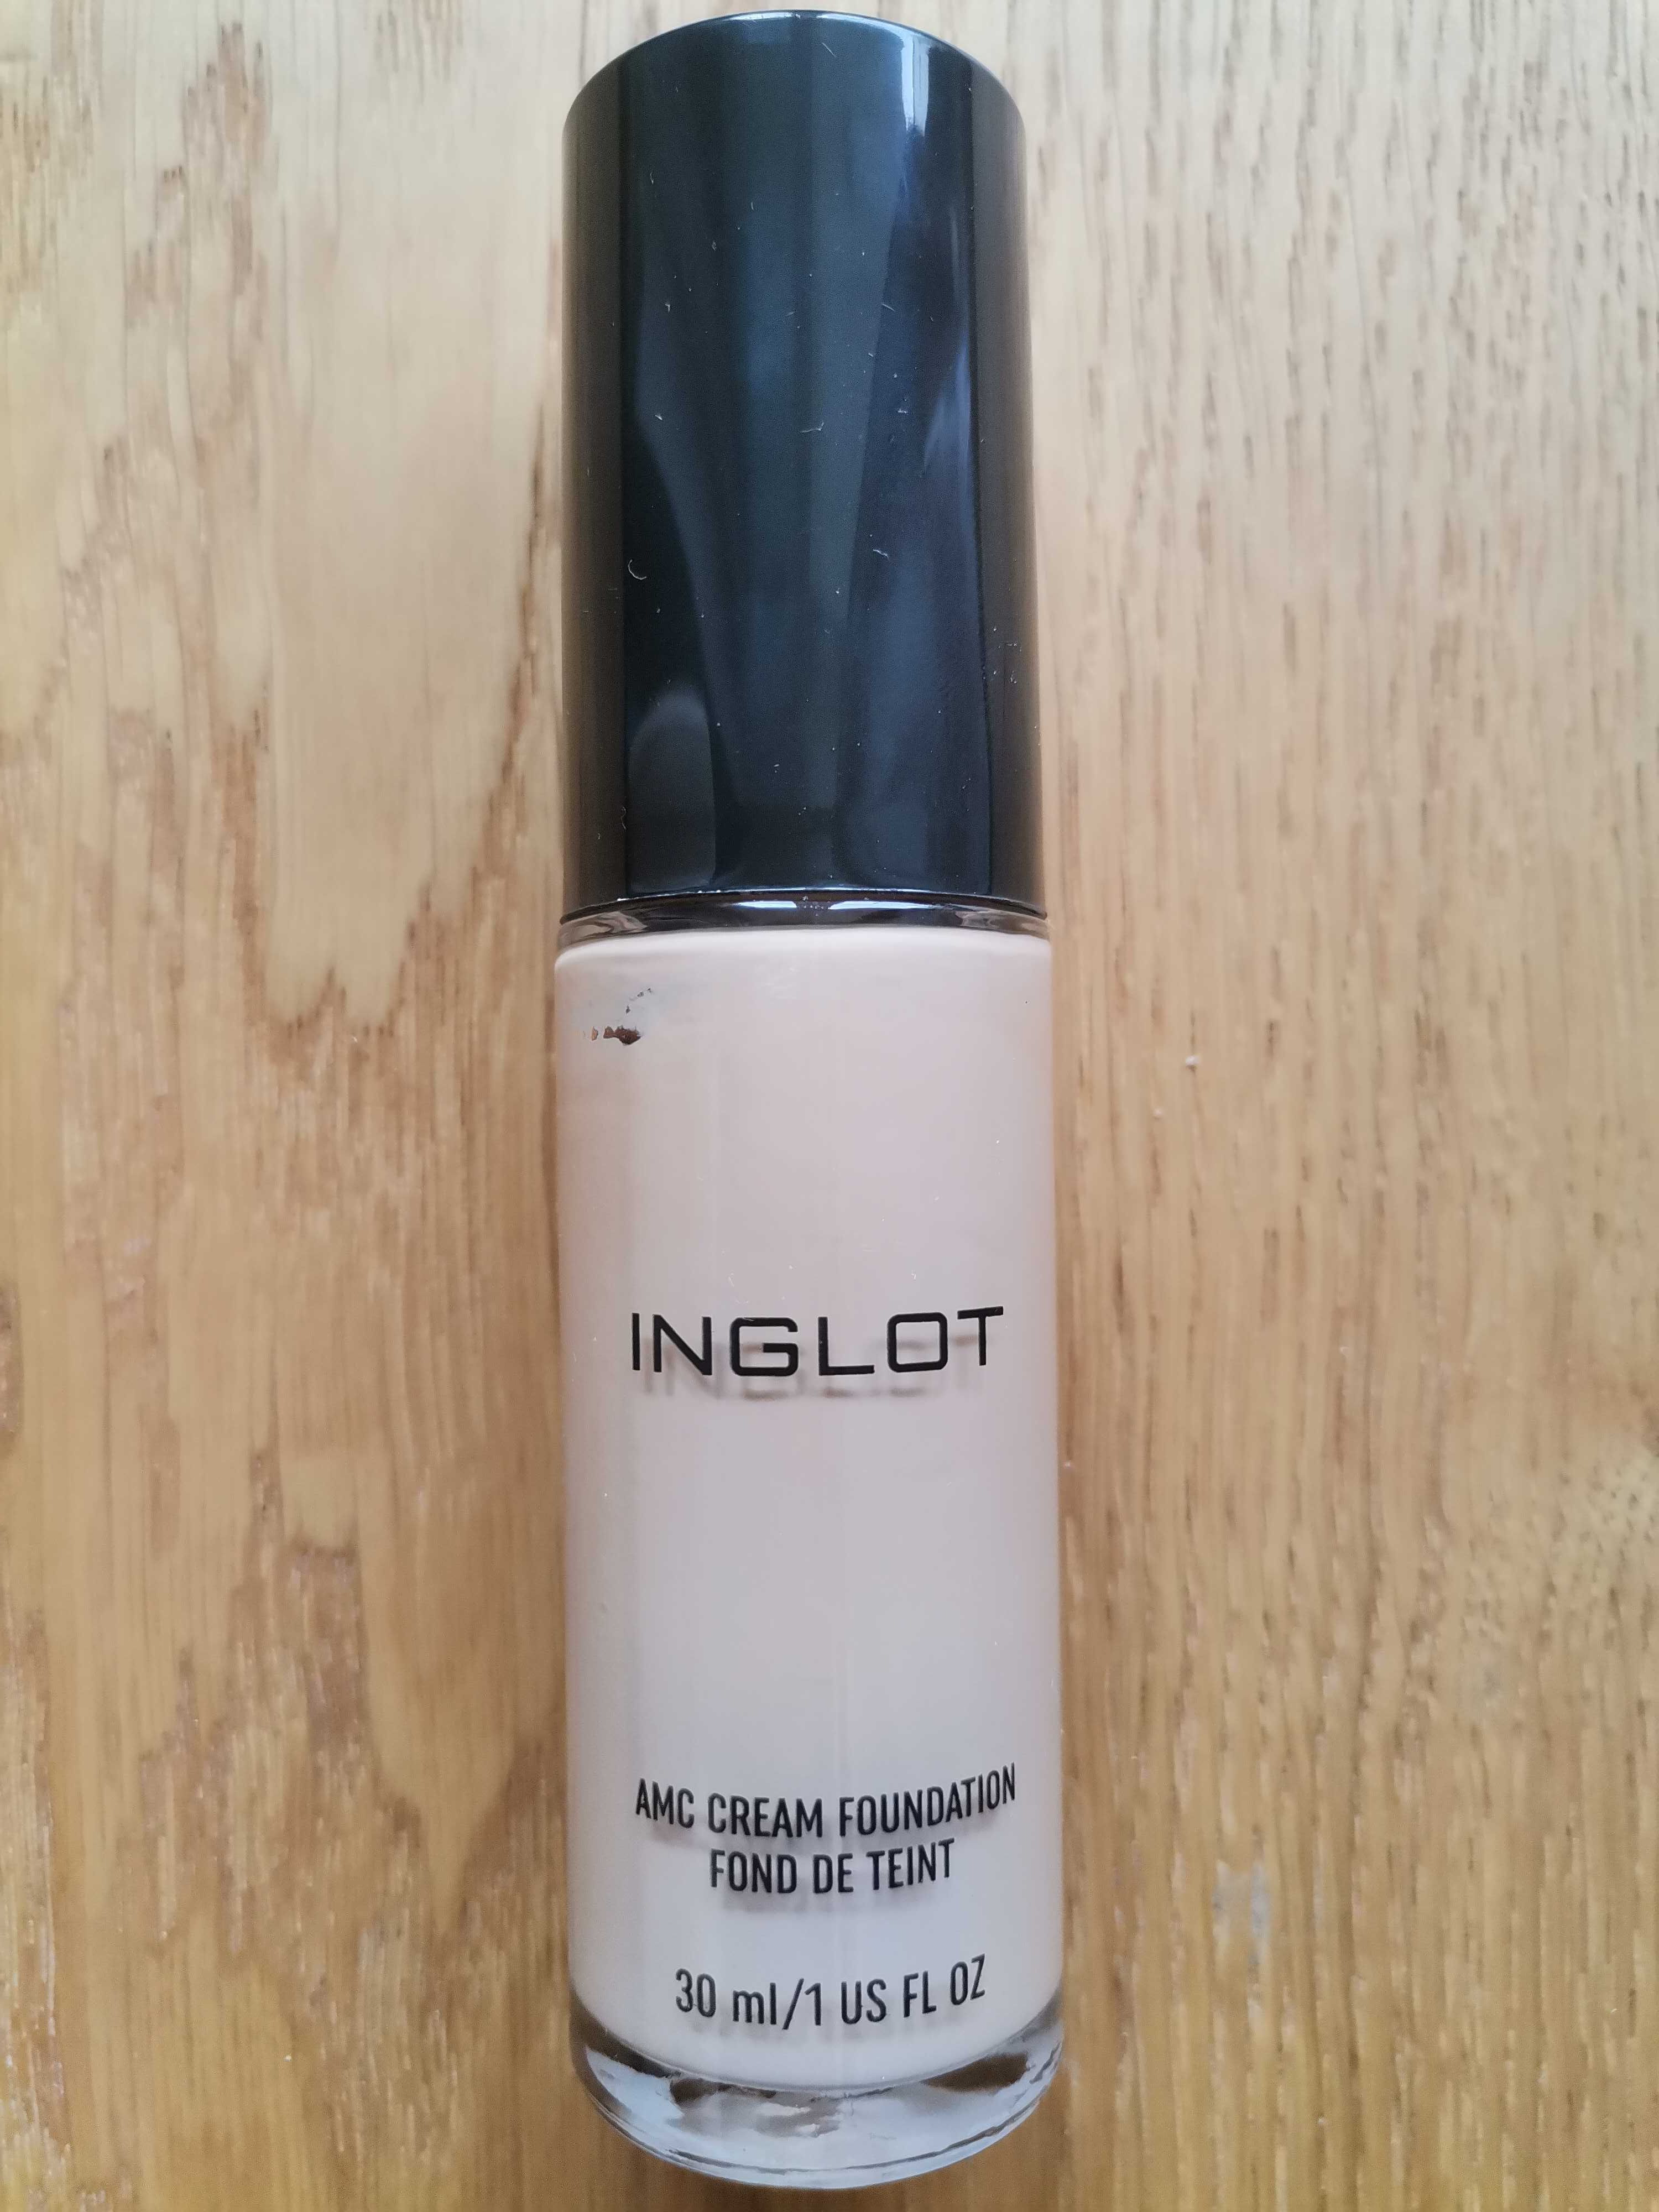 INGLOT
AMC CREAM FOUNDATION
FOND DE TEINT
30 ml/1 US FL OZ